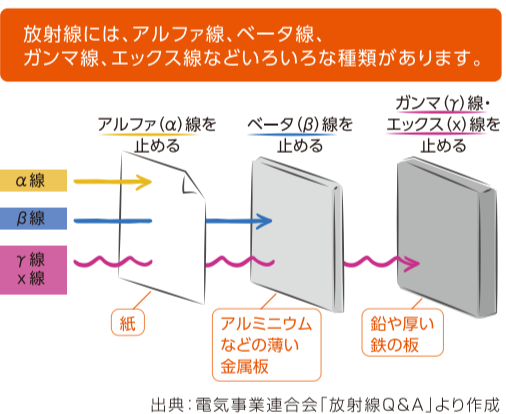 放射線には、アルファ線、ベータ線、
ガンマ線、エックス線などいろいろな種類があります。
アルファ(α)線を
止める
ベータ(β)線を
止める
ガンマ(γ)線・
エックス(x)線を
止める
α線
β線
γ線
x線
紙
アルミニウム
などの薄い
金属板
鉛や厚い
鉄の板
出典:電気事業連合会「放射線Q&A」より作成